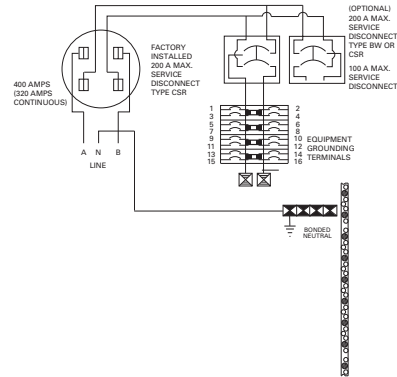 (OPTIONAL)
200 A MAX.
SERVICE
DISCONNECT
TYPE BW OR
CSR
100 A MAX.
SERVICE
DISCONNECT
FACTORY
INSTALLED
200 A MAX.
SERVICE
DISCONNECT
TYPE CSR
400 AMPS
(320 AMPS
CONTINUOUS)
A N B
LINE
1 2
3 4
5 6
7 8
9 10
11 12
13 14
15 16
EQUIPMENT
GROUNDING
TERMINALS
BONDED
NEUTRAL